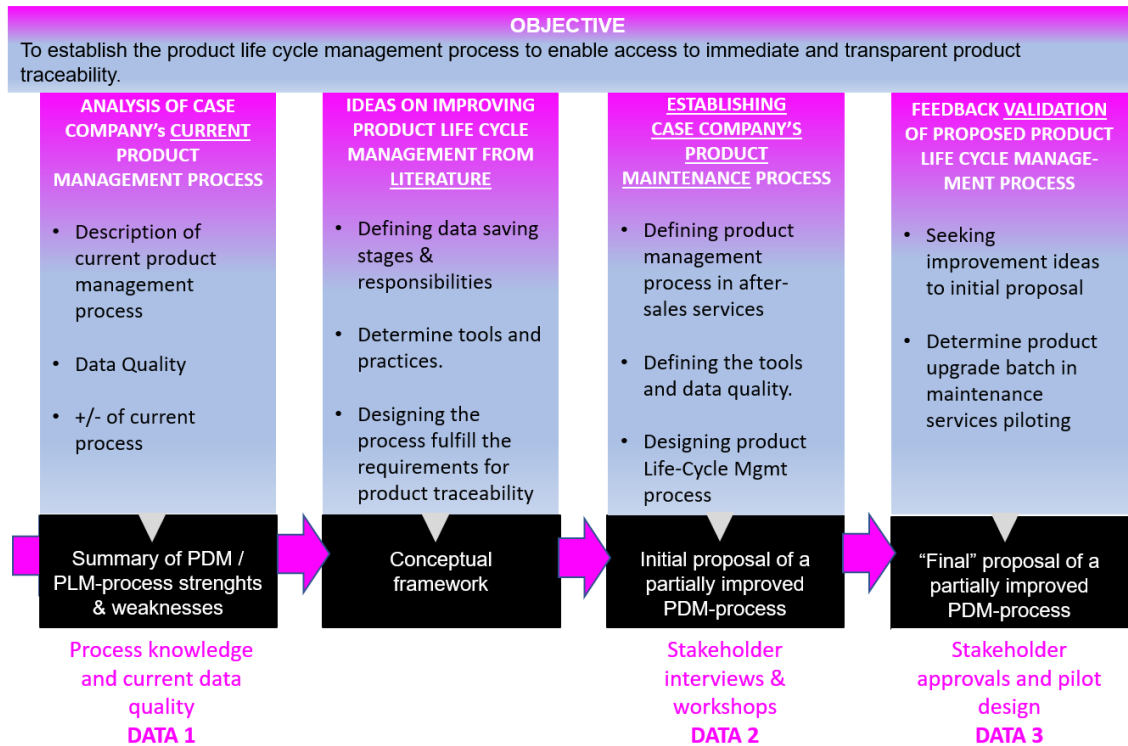 OBJECTIVE
To establish the product life cycle management process to enable access to immediate and transparent product
traceability.
ANALYSIS OF CASE
COMPANY's CURRENT
PRODUCT
MANAGEMENT PROCESS
• Description of
current product
management
process
• Data Quality
• +/- of current
process
Summary of PDM /
PLM-process strenghts
& weaknesses
Process knowledge
and current data
quality
DATA 1
IDEAS ON IMPROVING
PRODUCT LIFE CYCLE
MANAGEMENT FROM
LITERATURE
• Defining data saving
stages &
responsibilities
• Determine tools and
practices.
• Designing the
process fulfill the
requirements for
product traceability
Conceptual
framework
ESTABLISHING
CASE COMPANY'S
PRODUCT
MAINTENANCE PROCESS
• Defining product
management
process in after-
sales services
• Defining the tools
and data quality.
• Designing product
Life-Cycle Mgmt
process
Initial proposal of a
partially improved
PDM-process
Stakeholder
interviews &
workshops
DATA 2
FEEDBACK VALIDATION
OF PROPOSED PRODUCT
LIFE CYCLE MANAGE-
MENT PROCESS
• Seeking
improvement ideas
to initial proposal
• Determine product
upgrade batch in
maintenance
services piloting
“Final” proposal of a
partially improved
PDM-process
Stakeholder
approvals and pilot
design
DATA 3